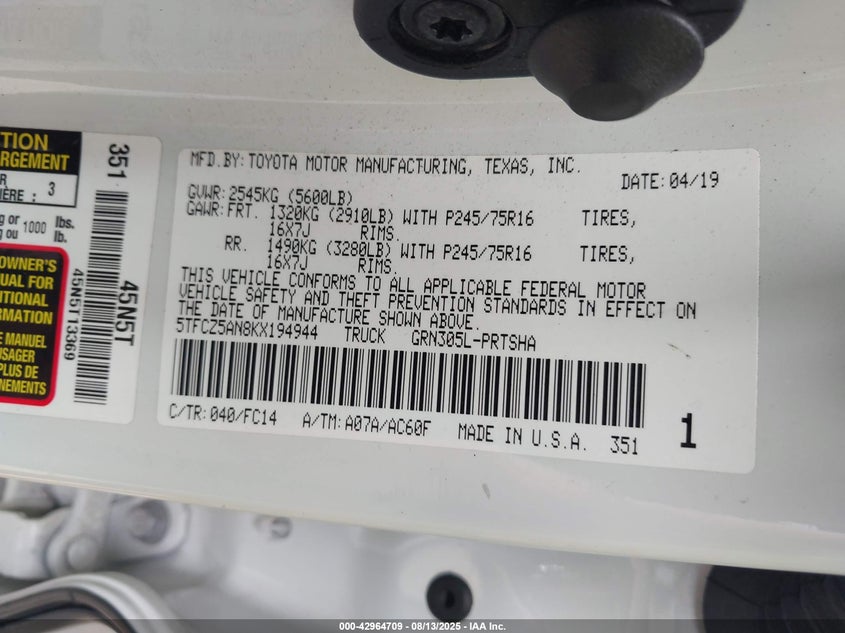 TION
ARGEMENT
R
IÈRE : 3
g or 1000 lbs.
g ou lb.
OWNER'S
UAL FOR
ITIONAL
RMATION
E MANUEL
USAGER
PLUS DE
NEMENTS
351
45N5T
45N5T13369
MFD.BY:TOYOTA MOTOR MANUFACTURING, TEXAS, INC.
DATE:04/19
GVWR:2545KG (5600LB)
GAWR:FRT. 1320KG (2910LB) WITH P245/75R16 TIRES,
16X7J RIMS.
RR. 1490KG (3280LB) WITH P245/75R16 TIRES,
16X7J RIMS.
THIS VEHICLE CONFORMS TO ALL APPLICABLE FEDERAL MOTOR
VEHICLE SAFETY AND THEFT PREVENTION STANDARDS IN EFFECT ON
THE DATE OF MANUFACTURE SHOWN ABOVE.
5TFCZ5AN8KX194944 TRUCK GRN305L-PRTSHA
C/TR:040/FC14 A/TM:A07A/AC60F MADE IN U.S.A. 351 1
000-42964709 - 08/13/2025 - IAA Inc.